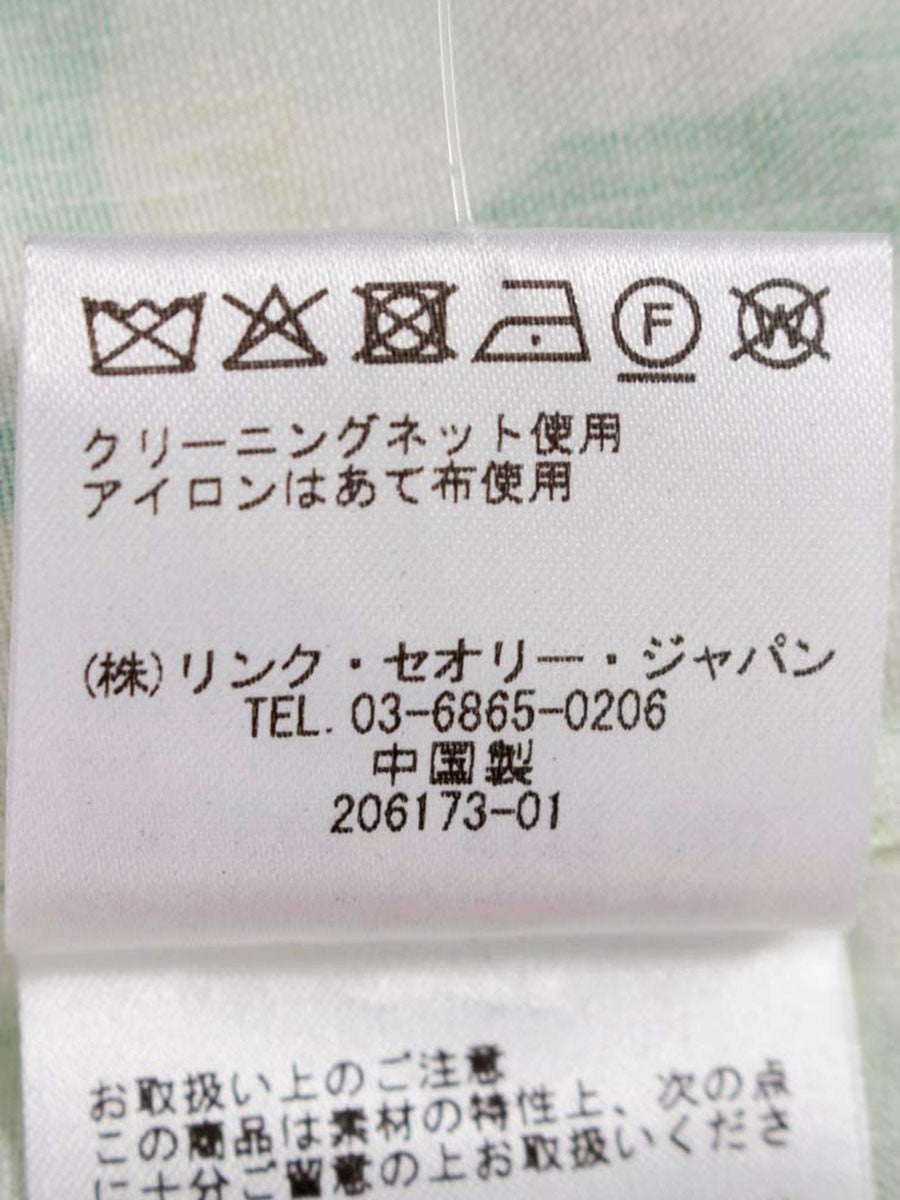 F W
クリーニングネット使用
アイロンはあて布使用
(株)リンク・セオリー・ジャパン
TEL. 03-6865-0206
中国製
206173-01
お取扱い上のご注意
この商品は素材の特性上、次の点
に十分ご留意の上お取扱いくださ